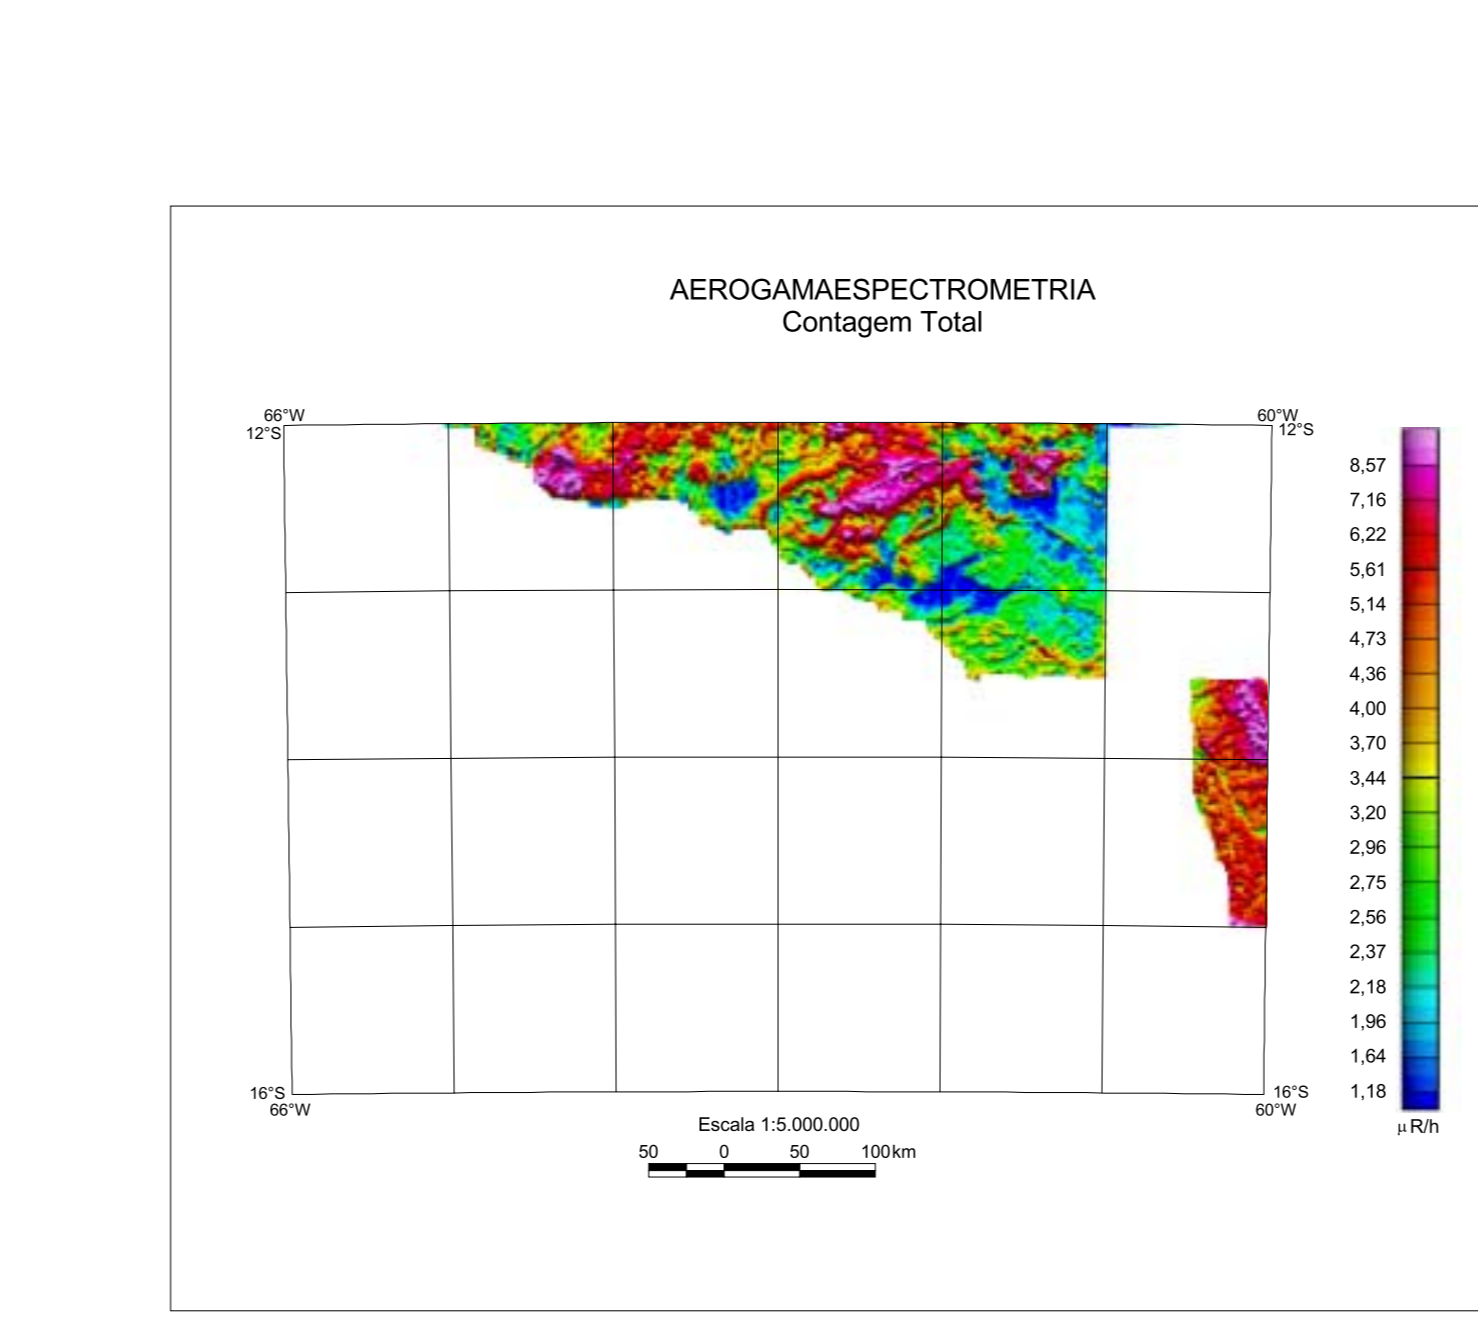 AEROGAMAESPECTROMETRIA
Contagem Total
66°W
60°W
12°S
12°S
8,57
7,16
6,22
5,61
5,14
4,73
4,36
4,00
3,70
3,44
3,20
2,96
2,75
2,56
2,37
2,18
1,96
1,64
1,18
μR/h
16°S
16°S
66°W
60°W
Escala 1:5.000.000
50 0 50 100km